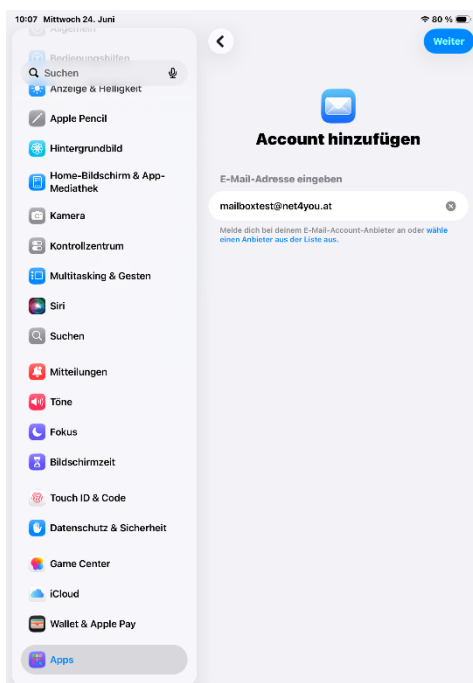 10:07 Mittwoch 24. Juni
80 %
Allgemein
Bedienungshilfen
Suchen
Anzeige & Helligkeit
Apple Pencil
Hintergrundbild
Home-Bildschirm & App-
Mediathek
Kamera
Kontrollzentrum
Multitasking & Gesten
Siri
Suchen
Mitteilungen
Töne
Fokus
Bildschirmzeit
Touch ID & Code
Datenschutz & Sicherheit
Game Center
iCloud
Wallet & Apple Pay
Apps
Weiter
Account hinzufügen
E-Mail-Adresse eingeben
mailboxtest@net4you.at
Melde dich bei deinem E-Mail-Account-Anbieter an oder wähle
einen Anbieter aus der Liste aus.